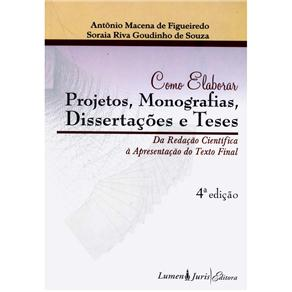 Antônio Macena de Figueiredo
Soraia Riva Goudinho de Souza
Como Elaborar
Projetos, Monografias,
Dissertações e Teses
Da Redação Científica
à Apresentação do Texto Final
4ª edição
Lumen Juris Editora